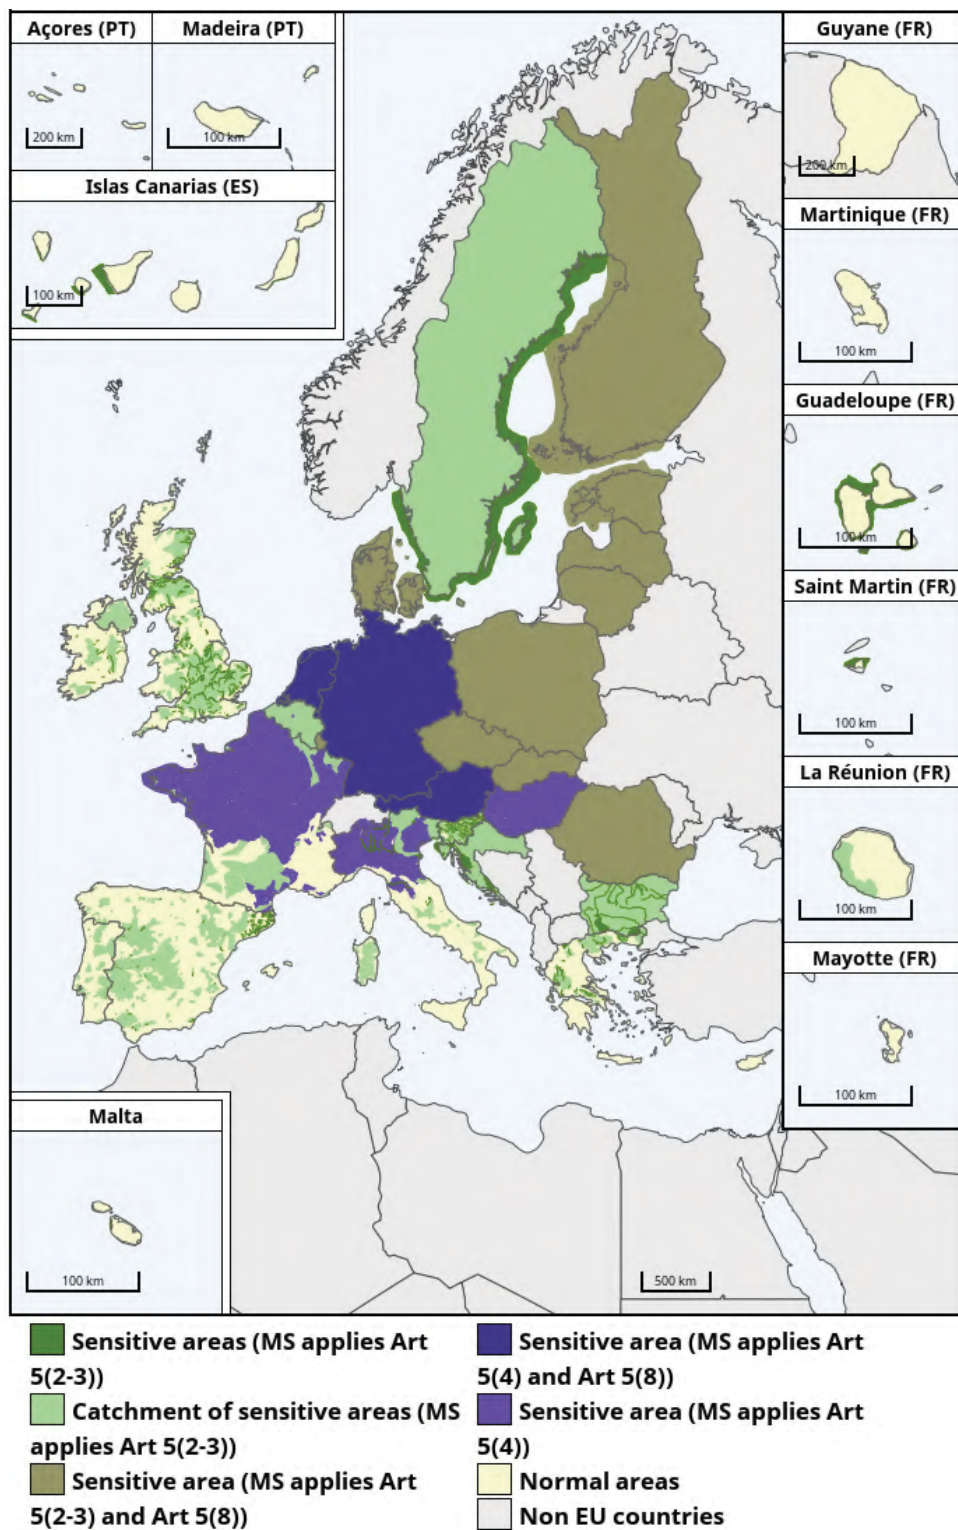 Açores (PT)
Madeira (PT)
200 km
100 km
Islas Canarias (ES)
100 km
Guyane (FR)
200 km
Martinique (FR)
100 km
Guadeloupe (FR)
100 km
Saint Martin (FR)
100 km
La Réunion (FR)
100 km
Mayotte (FR)
100 km
Malta
100 km
500 km
Sensitive areas (MS applies Art
5(2-3))
Catchment of sensitive areas (MS
applies Art 5(2-3))
Sensitive area (MS applies Art
5(2-3) and Art 5(8))
Sensitive area (MS applies Art
5(4) and Art 5(8))
Sensitive area (MS applies Art
5(4))
Normal areas
Non EU countries